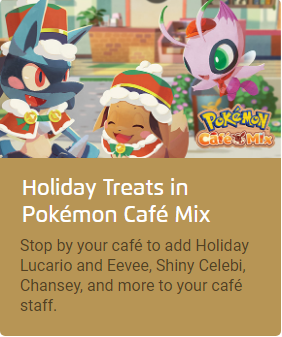 POKÉMON
Café Mix
Holiday Treats in
Pokémon Café Mix
Stop by your café to add Holiday
Lucario and Eevee, Shiny Celebi,
Chansey, and more to your café
staff.